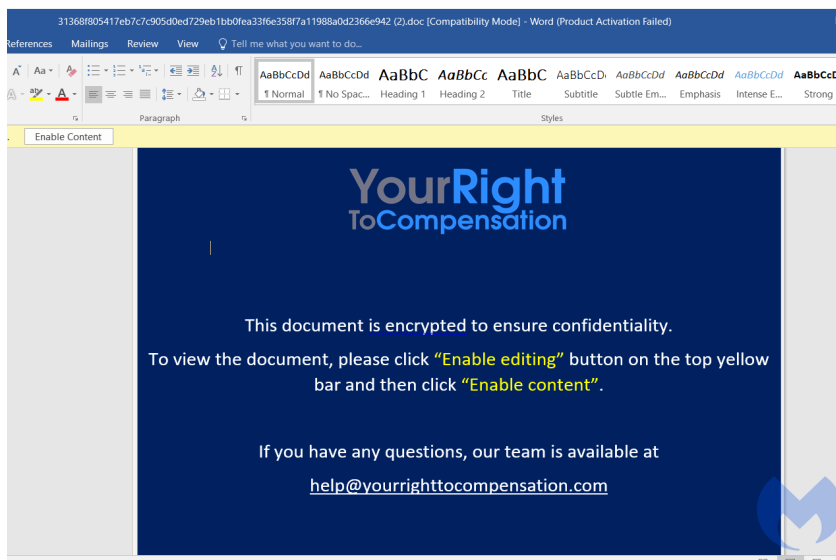 31368f805417eb7c7c905d0ed729eb1bb0fea33f6e358f7a11988a0d2366e942 (2).doc [Compatibility Mode] - Word (Product Activation Failed)
References Mailings Review View Tell me what you want to do...
Aa
AaBbCcDd AaBbCcDd AaBbC AaBbCc AaBbC AaBbCcD AaBbCcDd AaBbCcDd AaBbCcDd AaBbCcD
¶ Normal ¶ No Spac... Heading 1 Heading 2 Title Subtitle Subtle Em... Emphasis Intense E... Strong
Paragraph Styles
Enable Content
YourRight
ToCompensation
This document is encrypted to ensure confidentiality.
To view the document, please click “Enable editing” button on the top yellow
bar and then click “Enable content”.
If you have any questions, our team is available at
help@yourrighttocompensation.com